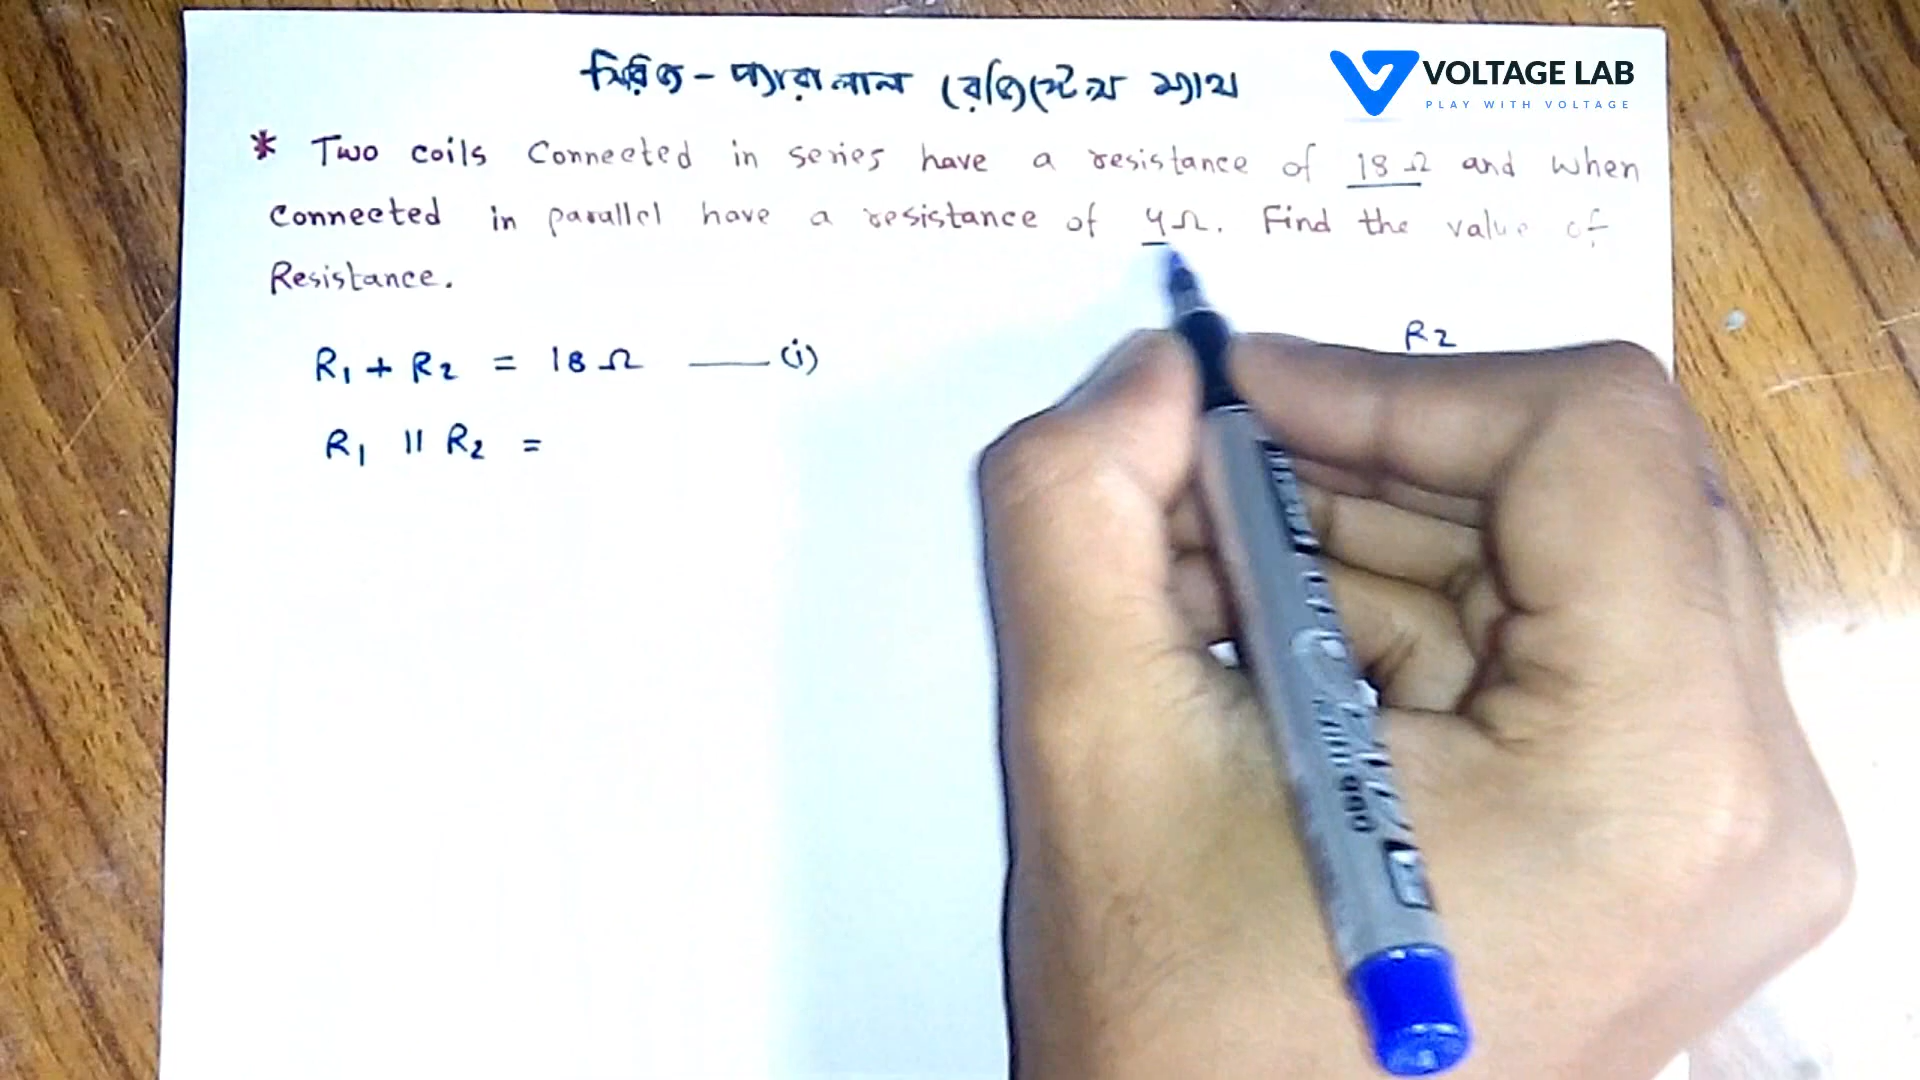 সিরিজ - প্যারালাল রেজিস্টেন্স ম্যাথ
VOLTAGE LAB
PLAY WITH VOLTAGE
* Two coils Connected in series have a resistance of 18 Ω and when
Connected in parallel have a resistance of 4Ω. Find the value of
Resistance.
R2
R1 + R2 = 18 Ω —— (i)
R1 || R2 =